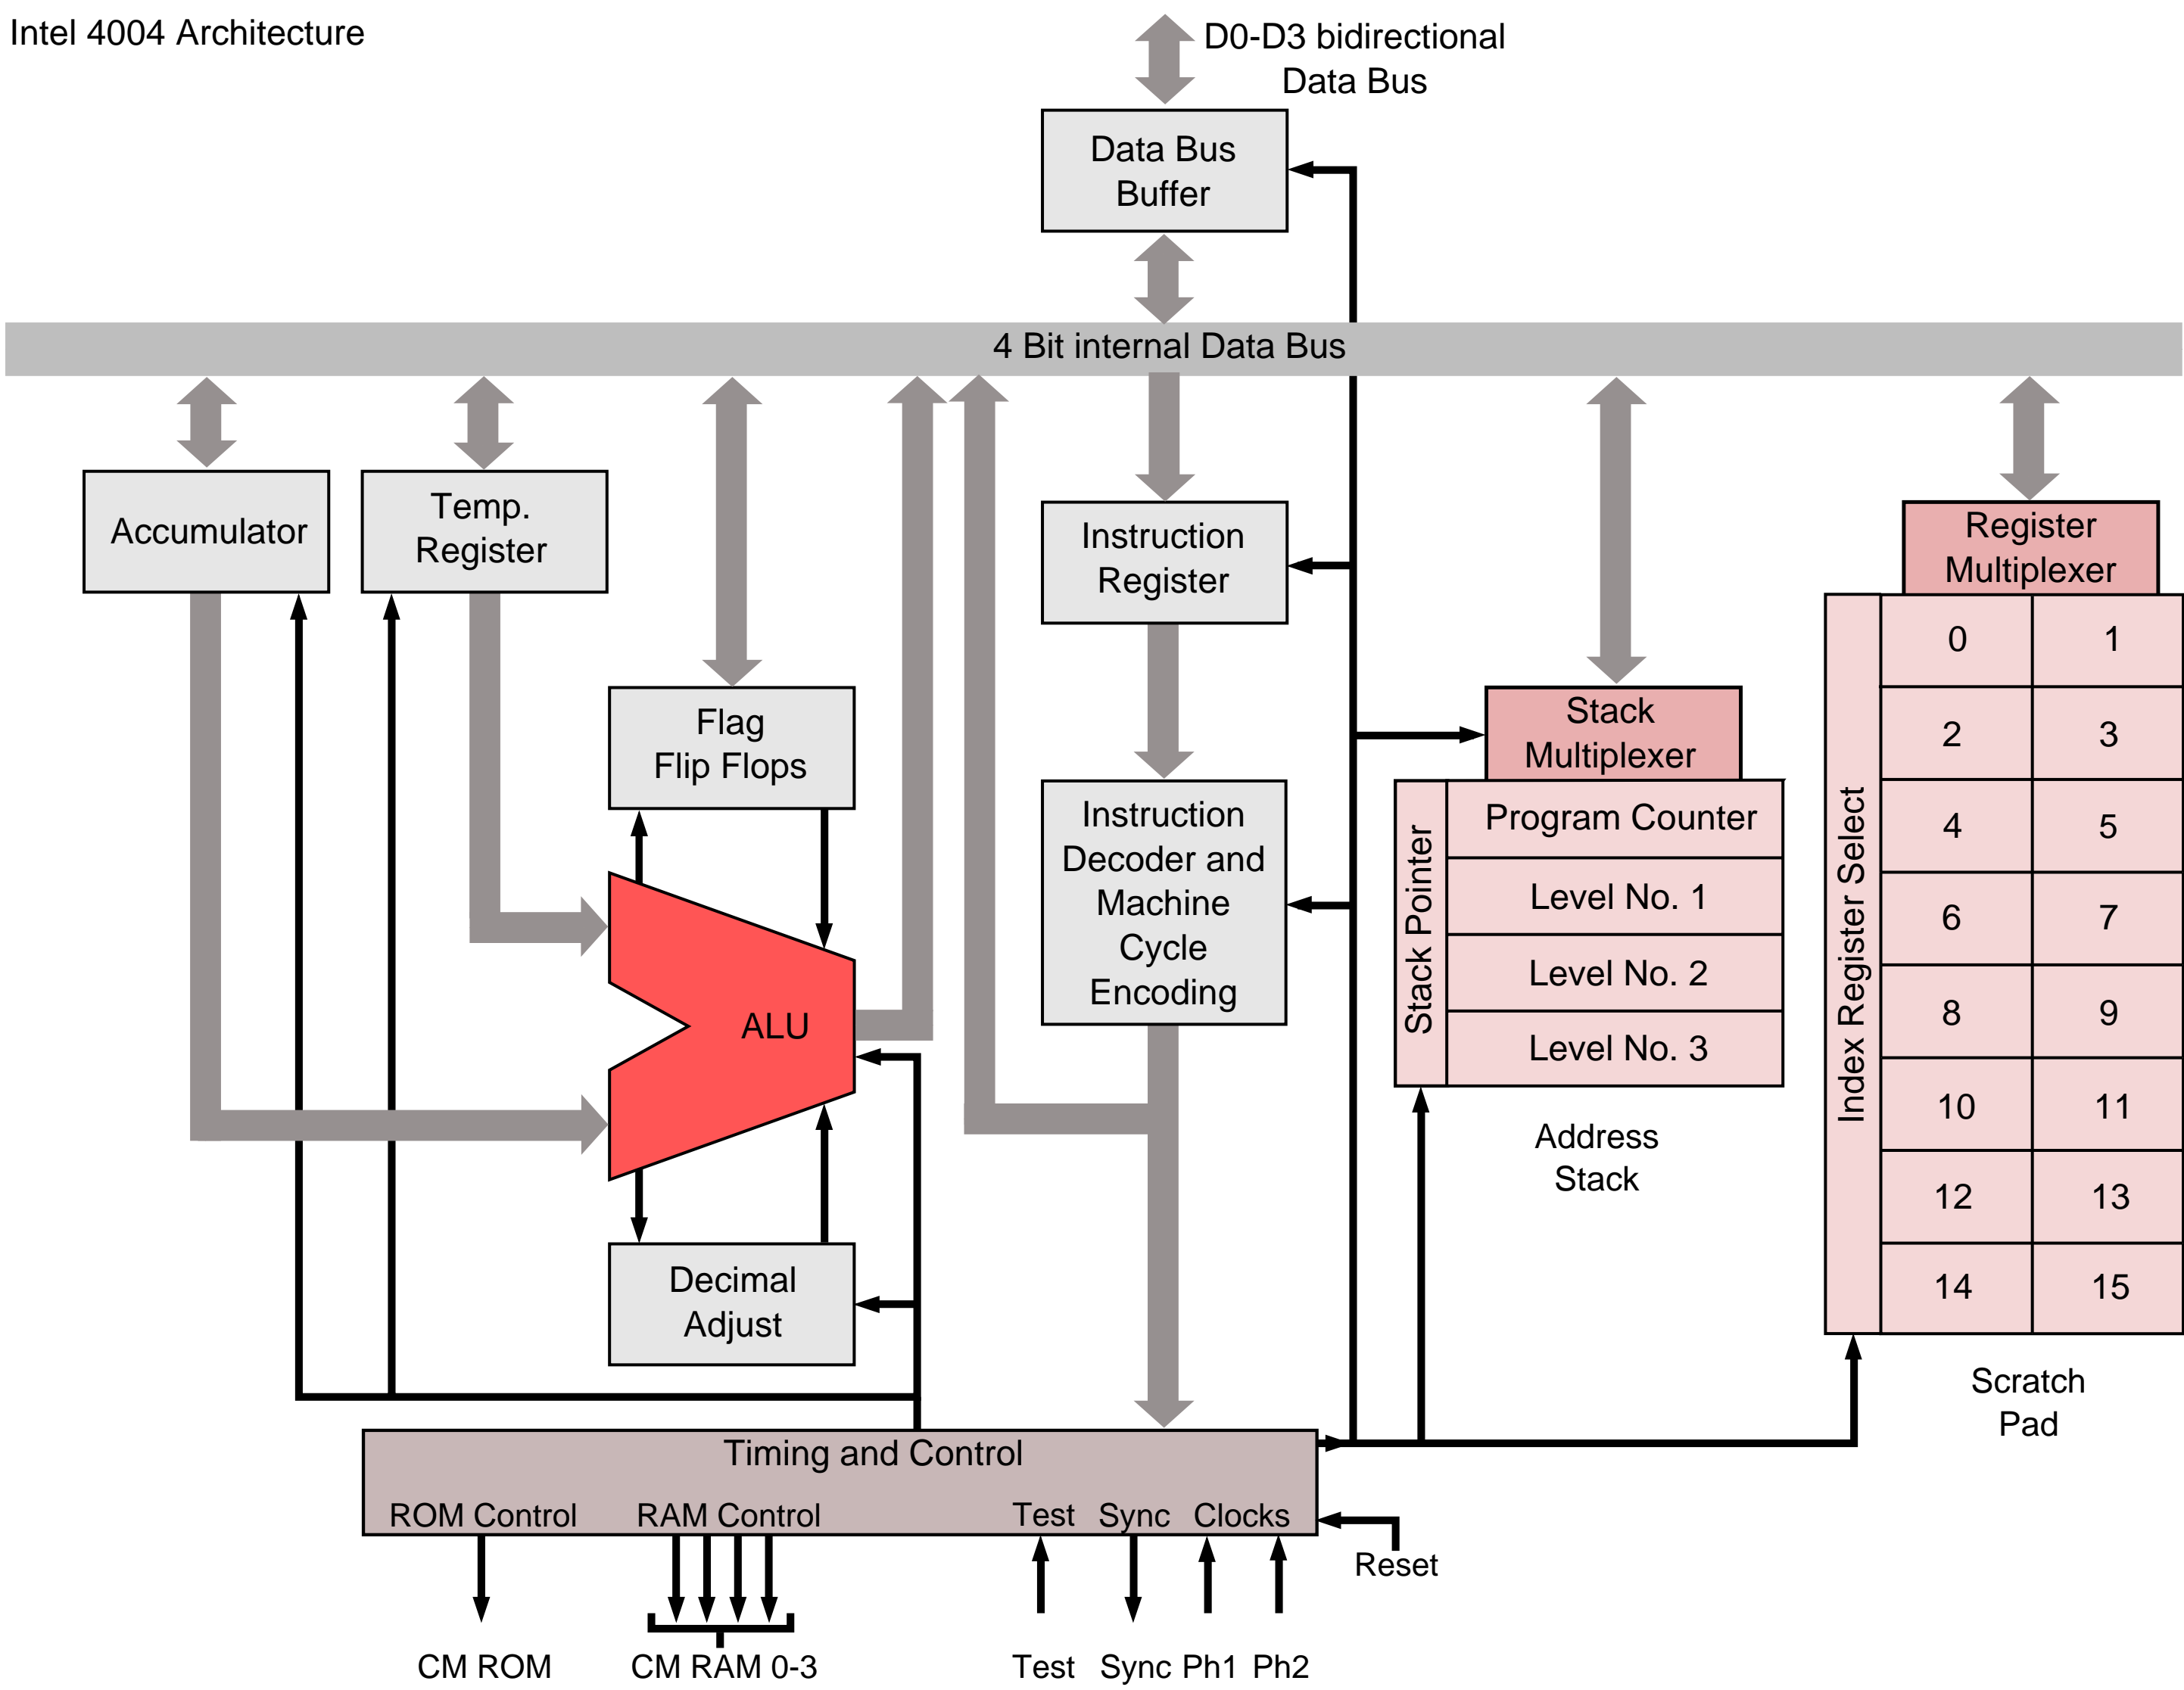 Intel 4004 Architecture
D0-D3 bidirectional
Data Bus
Data Bus
Buffer
4 Bit internal Data Bus
Accumulator
Temp.
Register
Flag
Flip Flops
ALU
Decimal
Adjust
Instruction
Register
Instruction
Decoder and
Machine
Cycle
Encoding
Stack
Multiplexer
Stack Pointer
Program Counter
Level No. 1
Level No. 2
Level No. 3
Address
Stack
Register
Multiplexer
Index Register Select
0 1
2 3
4 5
6 7
8 9
10 11
12 13
14 15
Scratch
Pad
Timing and Control
ROM Control RAM Control Test Sync Clocks
Reset
CM ROM CM RAM 0-3 Test Sync Ph1 Ph2